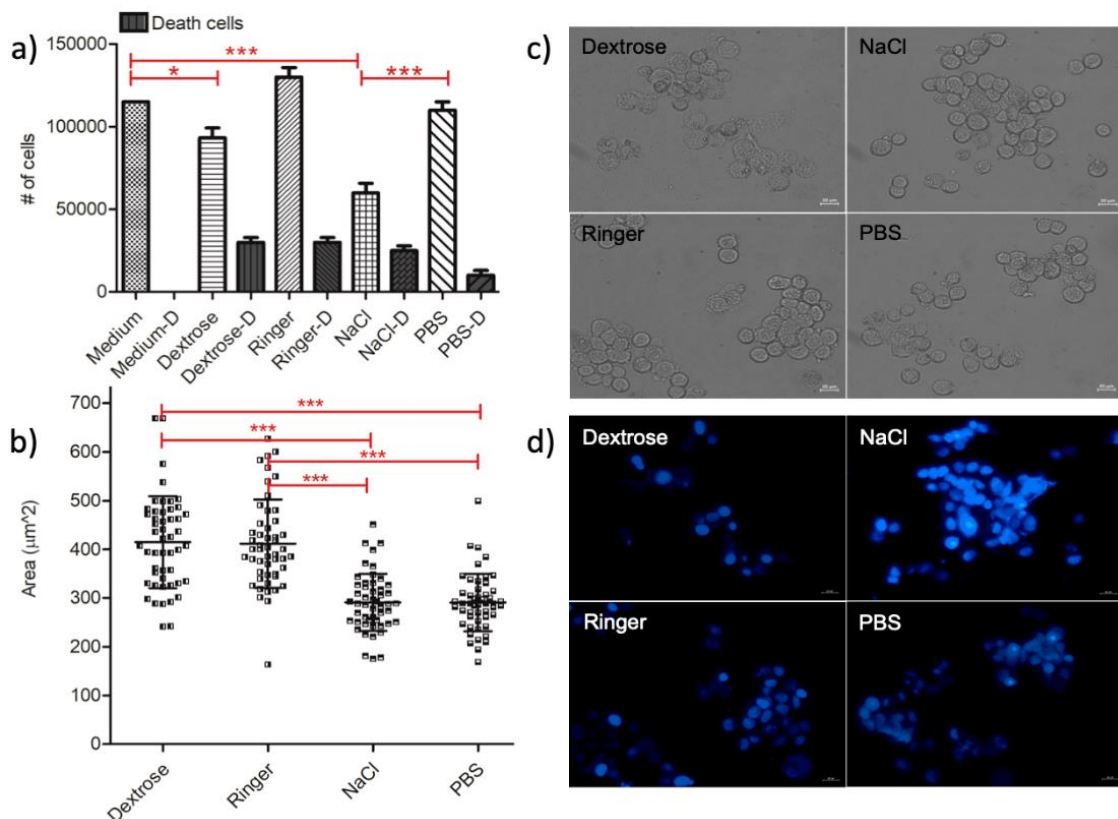 Death cells
a)
150000
100000
50000
0
# of cells
***
*
***
Medium
Medium-D
Dextrose
Dextrose-D
Ringer
Ringer-D
NaCl
NaCl-D
PBS
PBS-D
b)
700
600
500
400
300
200
100
0
Area (µm^2)
***
***
***
***
Dextrose
Ringer
NaCl
PBS
c)
Dextrose
NaCl
Ringer
PBS
d)
Dextrose
NaCl
Ringer
PBS